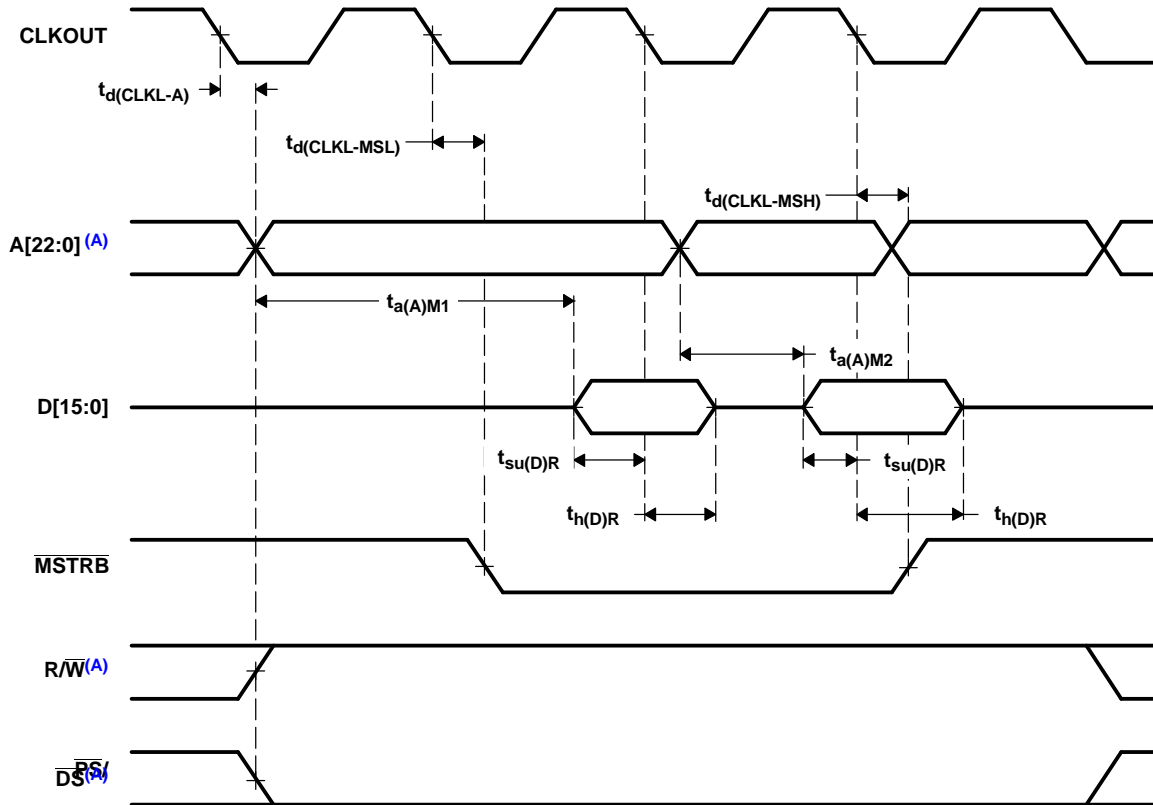 CLKOUT
td(CLKL-A)
td(CLKL-MSL)
td(CLKL-MSH)
A[22:0] (A)
ta(A)M1
ta(A)M2
D[15:0]
tsu(D)R
tsu(D)R
th(D)R
th(D)R
MSTRB
R/W(A)
PS/
DS(A)